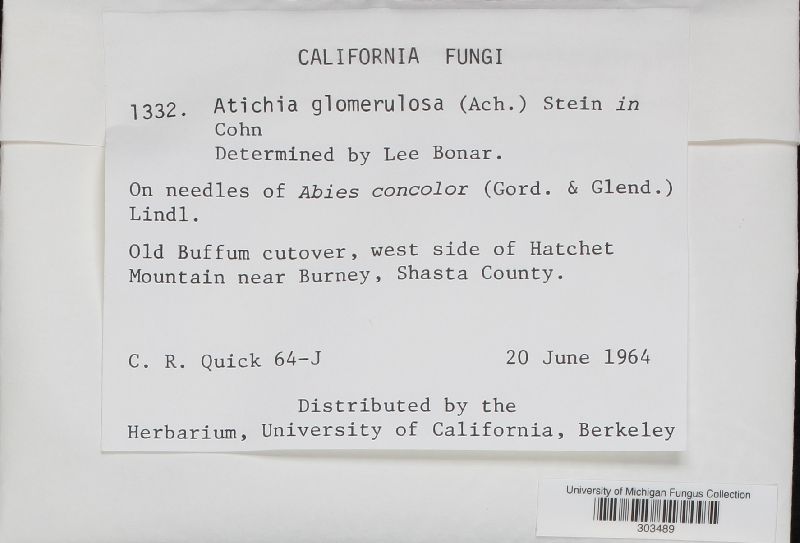 CALIFORNIA FUNGI
1332. Atichia glomerulosa (Ach.) Stein in
Cohn
Determined by Lee Bonar.
On needles of Abies concolor (Gord. & Glend.)
Lindl.
Old Buffum cutover, west side of Hatchet
Mountain near Burney, Shasta County.
C. R. Quick 64-J 20 June 1964
Distributed by the
Herbarium, University of California, Berkeley
University of Michigan Fungus Collection
303489